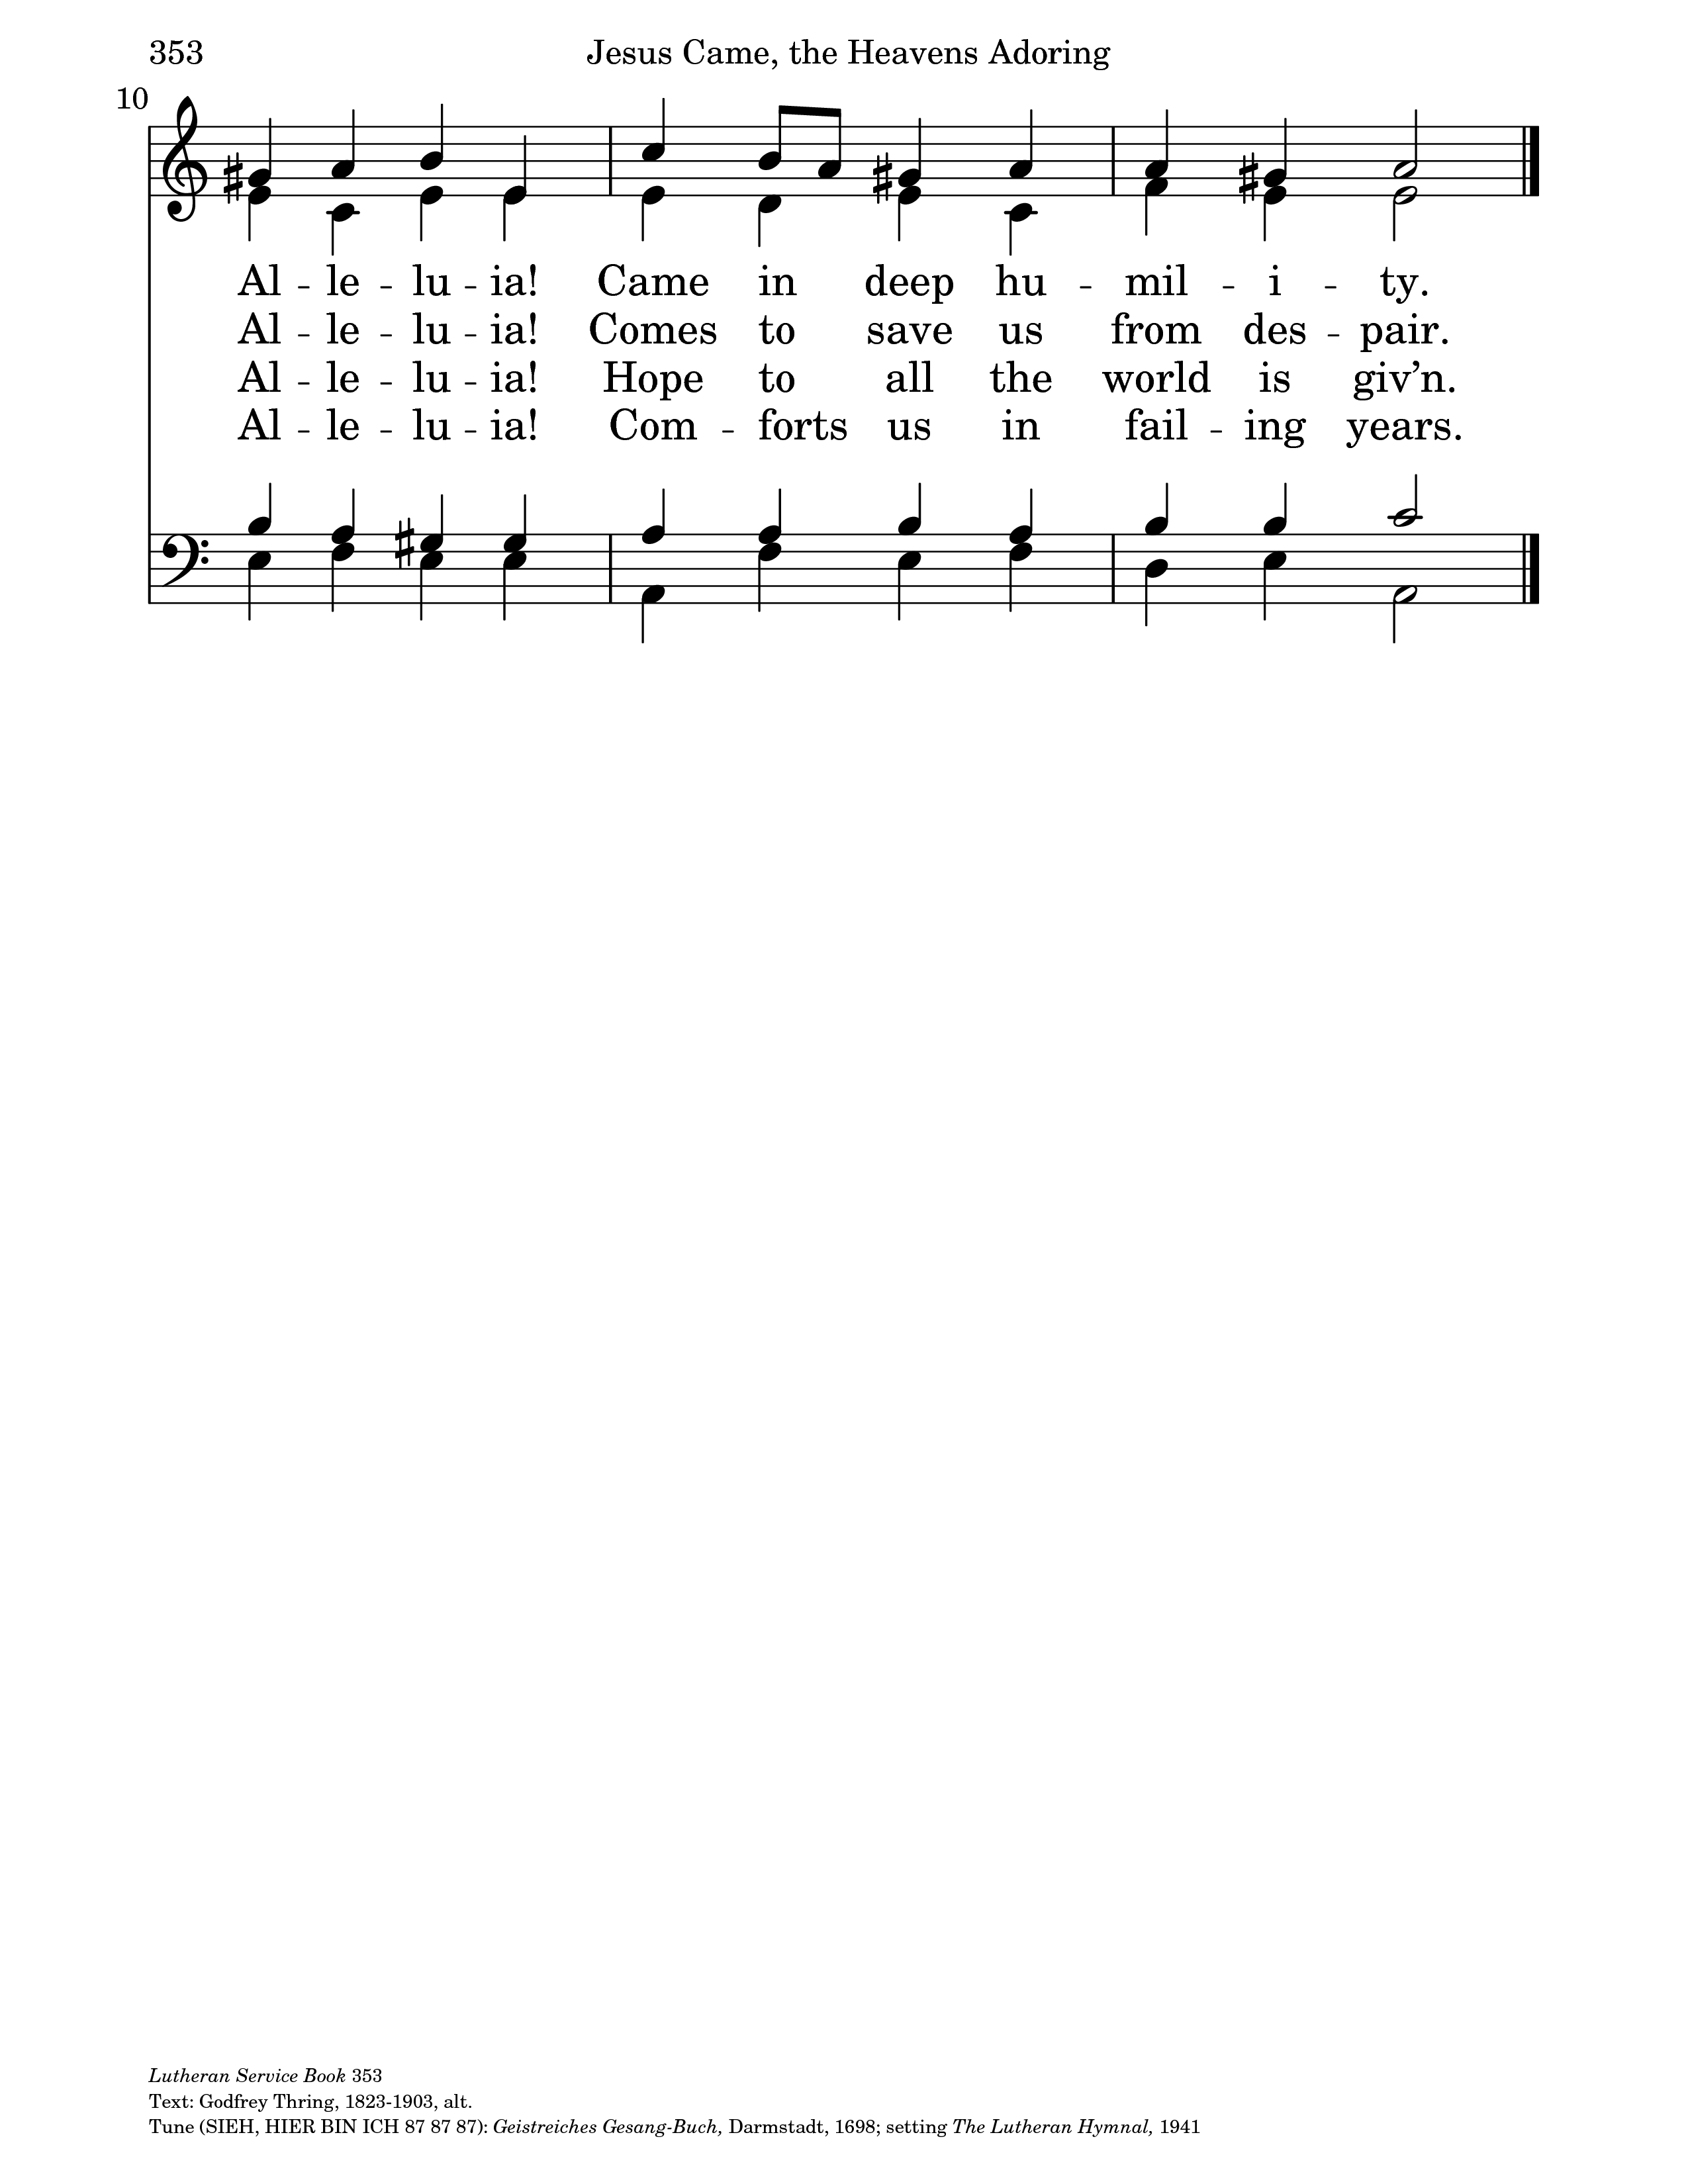 353 Jesus Came, the Heavens Adoring
10
Al - le - lu - ia! Came in deep hu - mil - i - ty.
Al - le - lu - ia! Comes to save us from des - pair.
Al - le - lu - ia! Hope to all the world is giv’n.
Al - le - lu - ia! Com - forts us in fail - ing years.
Lutheran Service Book 353
Text: Godfrey Thring, 1823-1903, alt.
Tune (SIEH, HIER BIN ICH 87 87 87): Geistreiches Gesang-Buch, Darmstadt, 1698; setting The Lutheran Hymnal, 1941